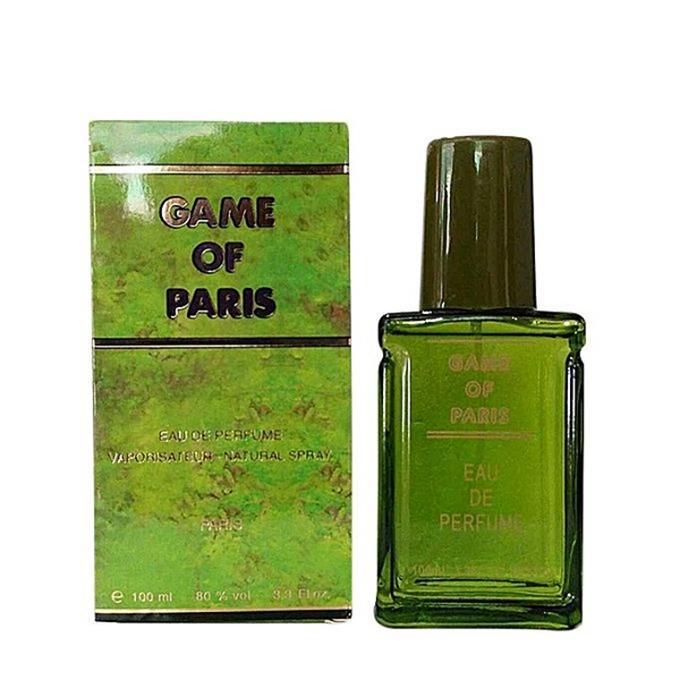 GAME
OF
PARIS
EAU DE PERFUME
VAPORISATEUR - NATURAL SPRAY
PARIS
e 100 ml 80 % vol 3.3 Fl oz.
GAME
OF
PARIS
EAU
DE
PERFUME